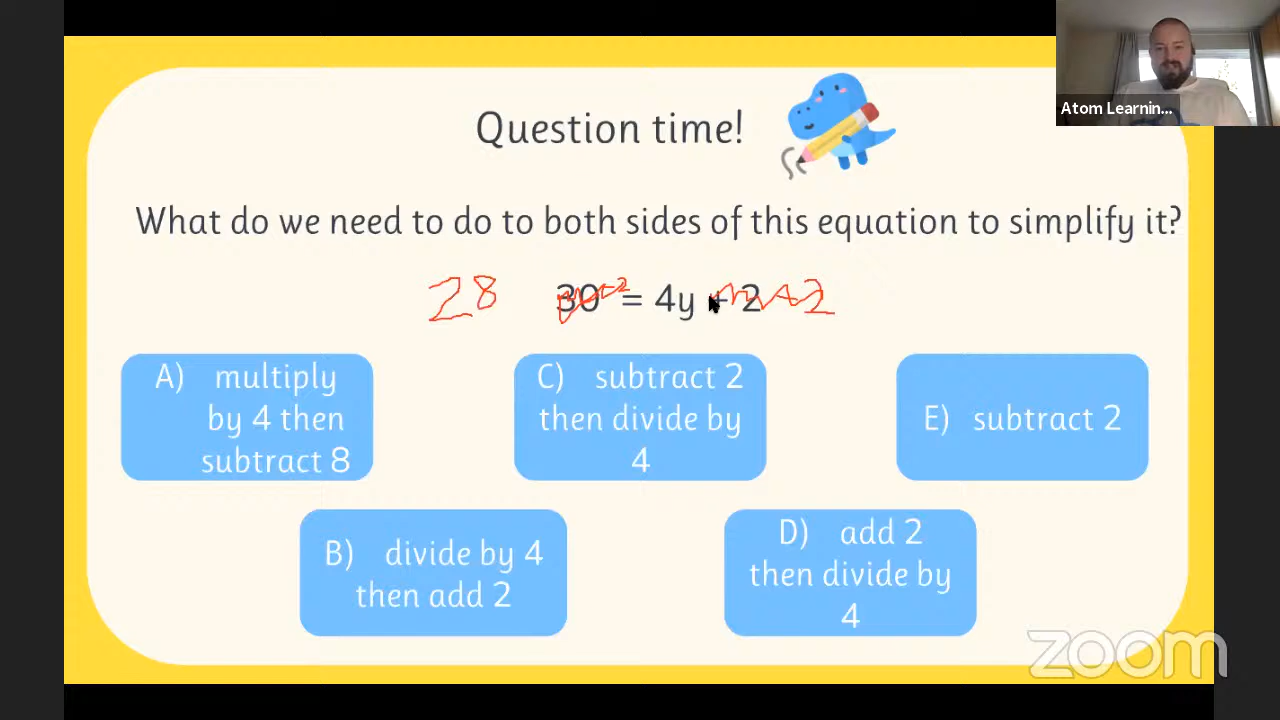 Atom Learnin...
Question time!
What do we need to do to both sides of this equation to simplify it?
28 30 = 4y + 2
A) multiply
by 4 then
subtract 8
C) subtract 2
then divide by
4
E) subtract 2
B) divide by 4
then add 2
D) add 2
then divide by
4
zoom